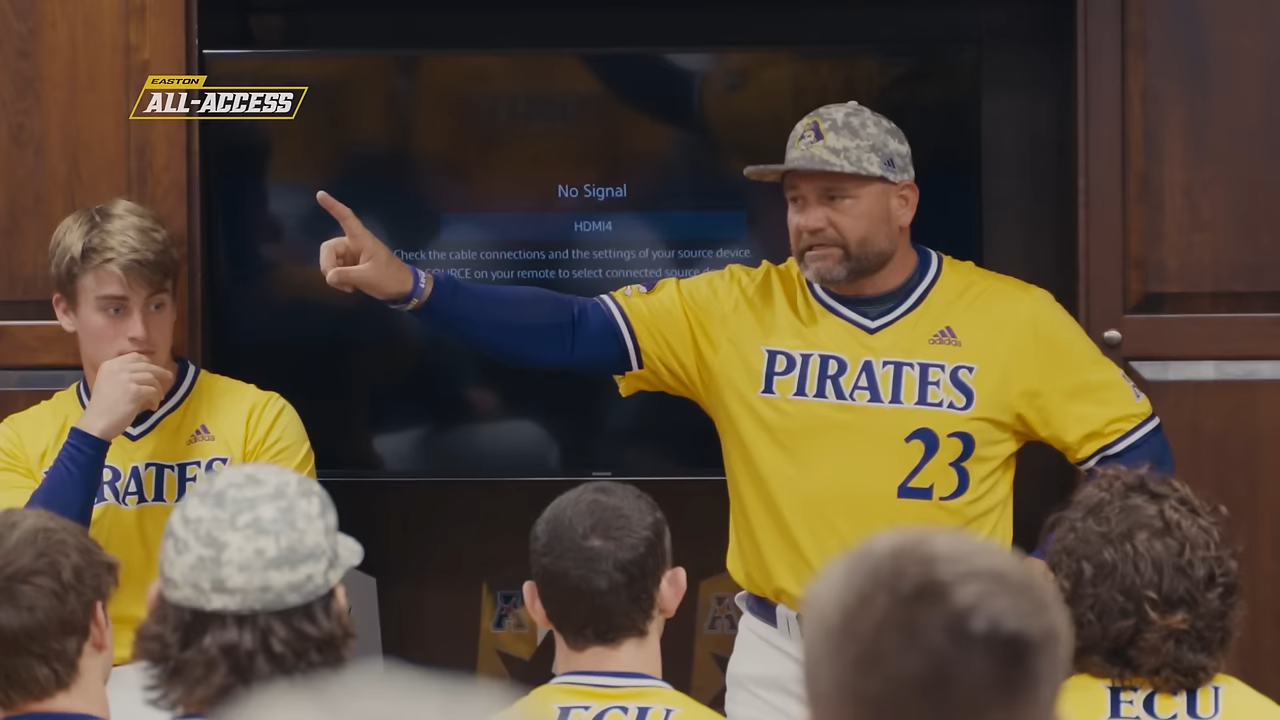 EASTON
ALL-ACCESS
No Signal
HDMI4
Check the cable connections and the settings of your source device.
SOURCE on your remote to select connected source
adidas
PIRATES
23
adidas
RATES
ECU
ECU